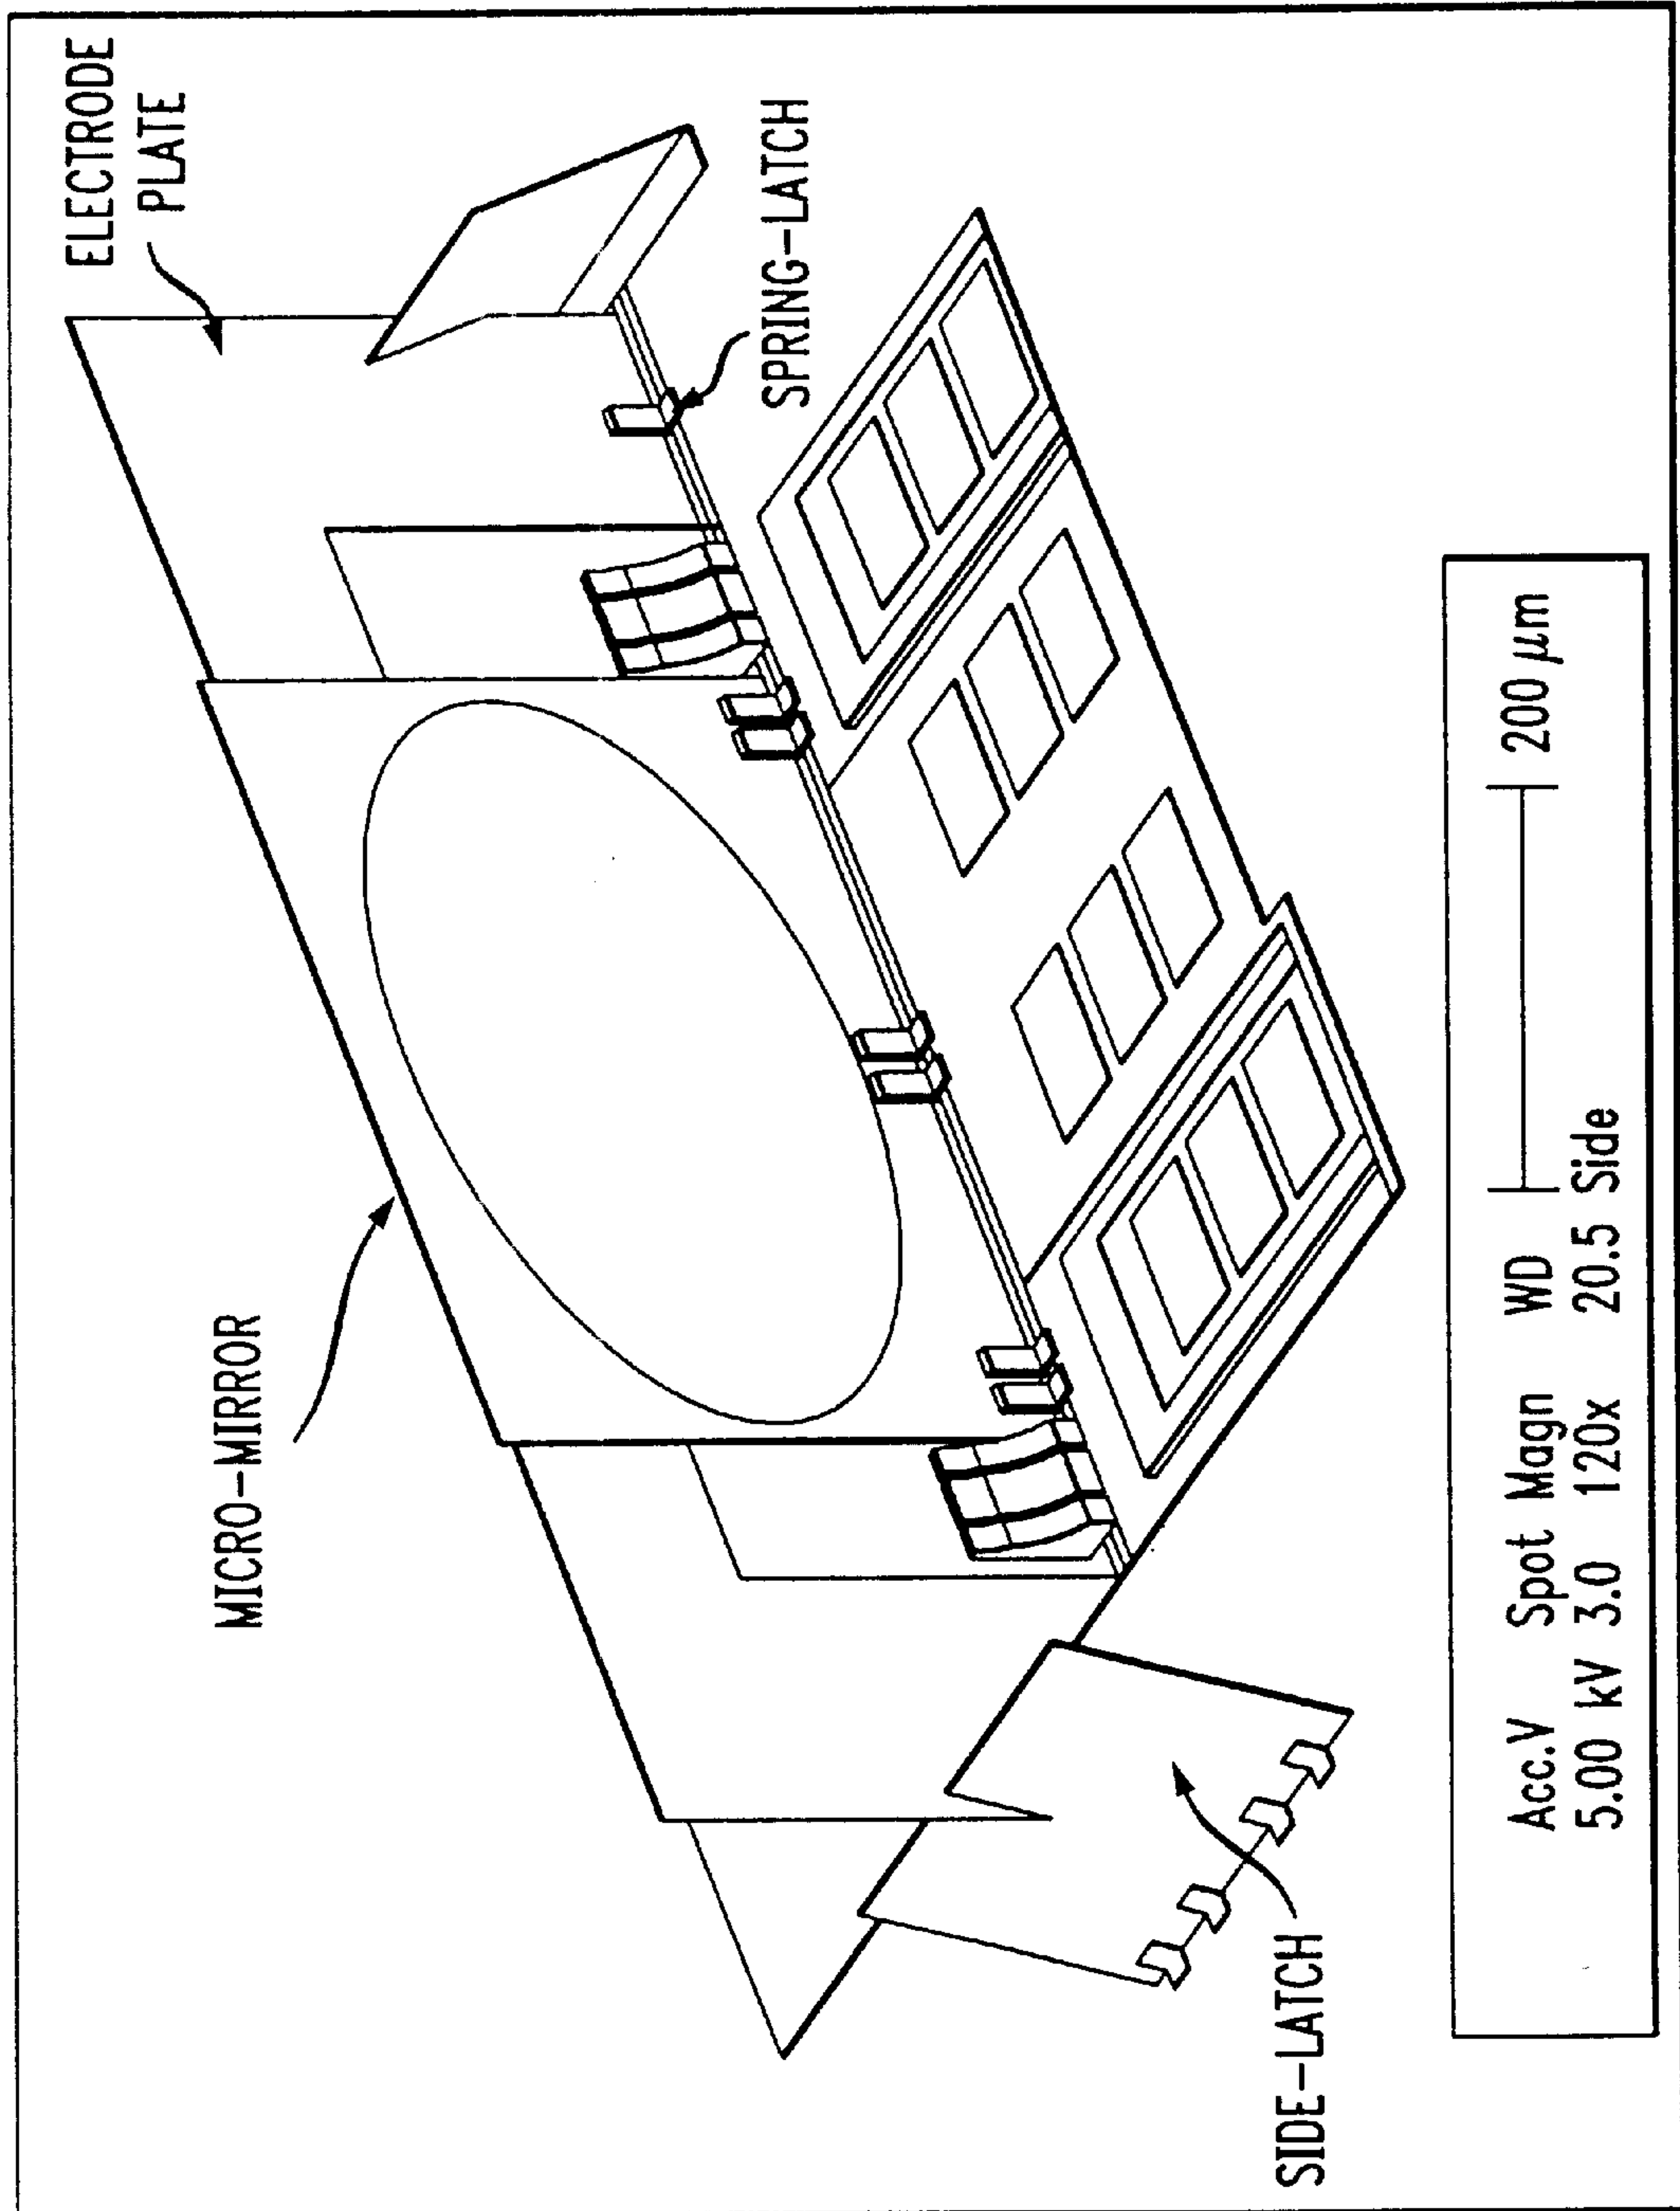 ELECTRODE
PLATE
MICRO-MIRROR
SPRING-LATCH
SIDE-LATCH
Acc.V Spot Magn WD 200 μm
5.00 kV 3.0 120x 20.5 Side